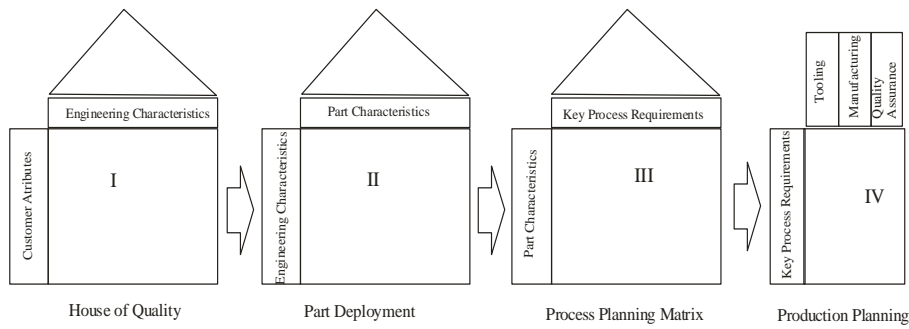 Engineering Characteristics
Customer Atributes
I
House of Quality
Part Characteristics
Engineering Characteristics
II
Part Deployment
Key Process Requirements
Part Characteristics
III
Process Planning Matrix
Tooling
Manufacturing
Quality
Assurance
Key Process Requirements
IV
Production Planning